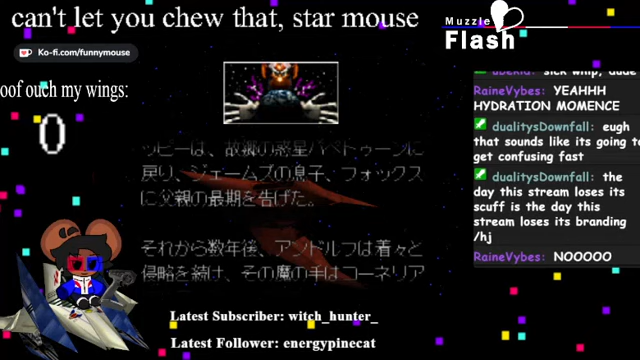 can't let you chew that, star mouse
Ko-fi.com/funnymouse
oof ouch my wings:
0
ッピーは、故郷の惑星パペトゥーンに
戻り、ジェームズの息子、フォックス
に父親の最期を告げた。
それから数年後、アンドルフは着々と
侵略を続け、その魔の手はコーネリア
Latest Subscriber: witch_hunter_
Latest Follower: energypinecat
Muzzle
Flash
sick whip, dude
RaineVybes: YEAHHH
HYDRATION MOMENCE
dualitysDownfall: eugh
that sounds like its going to
get confusing fast
dualitysDownfall: the
day this stream loses its
scuff is the day this
stream loses its branding
/hj
RaineVybes: NOOOOO